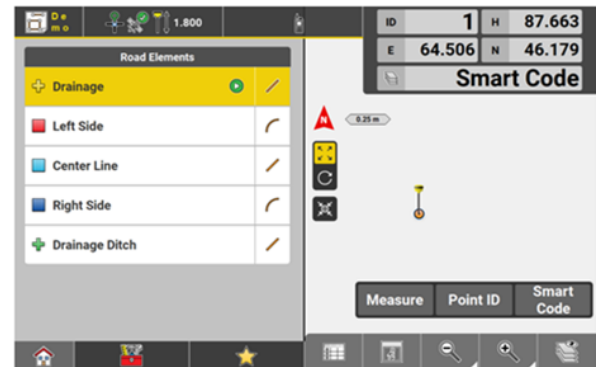 De
mo
1.800
ID 1 H 87.663
E 64.506 N 46.179
Smart Code
Road Elements
Drainage
Left Side
Center Line
Right Side
Drainage Ditch
N
0.25 m
Measure
Point ID
Smart
Code